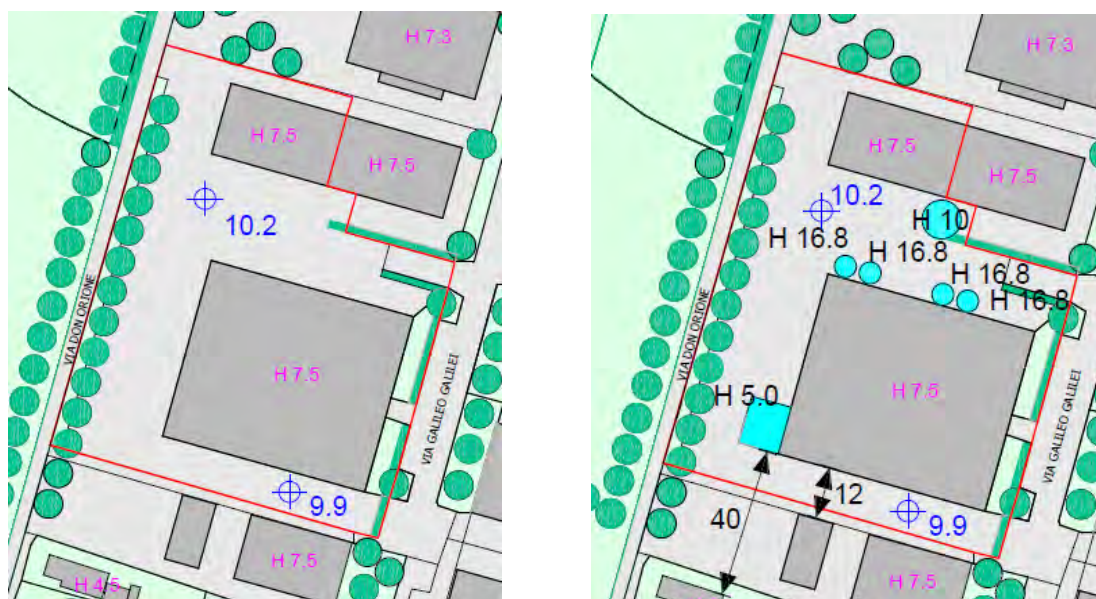 H 7.3
H 7.5
H 7.5
10.2
VIA DON ORIONE
H 7.5
VIA GALILEO GALILEI
9.9
H 7.5
H 4.5
H 7.3
H 7.5
H 7.5
10.2
H 10
H 16.8
H 16.8
H 16.8
H 16.8
VIA DON ORIONE
H 7.5
H 5.0
VIA GALILEO GALILEI
12
40
9.9
H 7.5